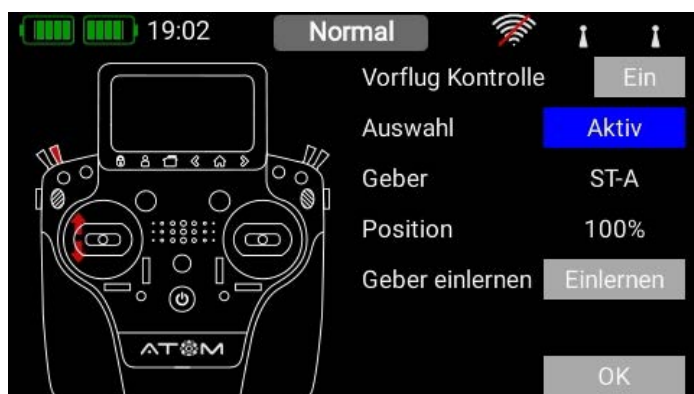 19:02 Normal
Vorflug Kontrolle Ein
Auswahl Aktiv
Geber ST-A
Position 100%
Geber einlernen Einlernen
ATOM
OK